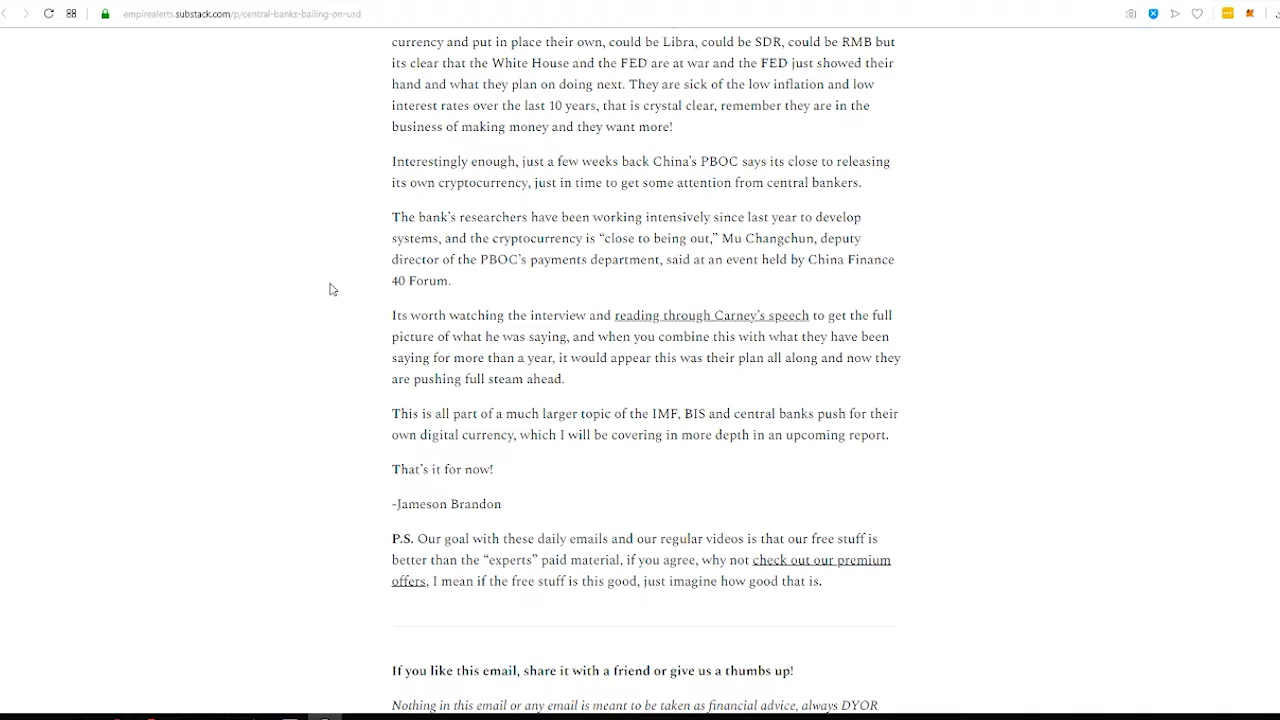 empirealerts.substack.com/p/central-banks-bailing-on-usd
currency and put in place their own, could be Libra, could be SDR, could be RMB but
its clear that the White House and the FED are at war and the FED just showed their
hand and what they plan on doing next. They are sick of the low inflation and low
interest rates over the last 10 years, that is crystal clear, remember they are in the
business of making money and they want more!
Interestingly enough, just a few weeks back China’s PBOC says its close to releasing
its own cryptocurrency, just in time to get some attention from central bankers.
The bank’s researchers have been working intensively since last year to develop
systems, and the cryptocurrency is “close to being out,” Mu Changchun, deputy
director of the PBOC’s payments department, said at an event held by China Finance
40 Forum.
Its worth watching the interview and reading through Carney’s speech to get the full
picture of what he was saying, and when you combine this with what they have been
saying for more than a year, it would appear this was their plan all along and now they
are pushing full steam ahead.
This is all part of a much larger topic of the IMF, BIS and central banks push for their
own digital currency, which I will be covering in more depth in an upcoming report.
That’s it for now!
-Jameson Brandon
P.S. Our goal with these daily emails and our regular videos is that our free stuff is
better than the “experts” paid material, if you agree, why not check out our premium
offers, I mean if the free stuff is this good, just imagine how good that is.
If you like this email, share it with a friend or give us a thumbs up!
Nothing in this email or any email is meant to be taken as financial advice, always DYOR